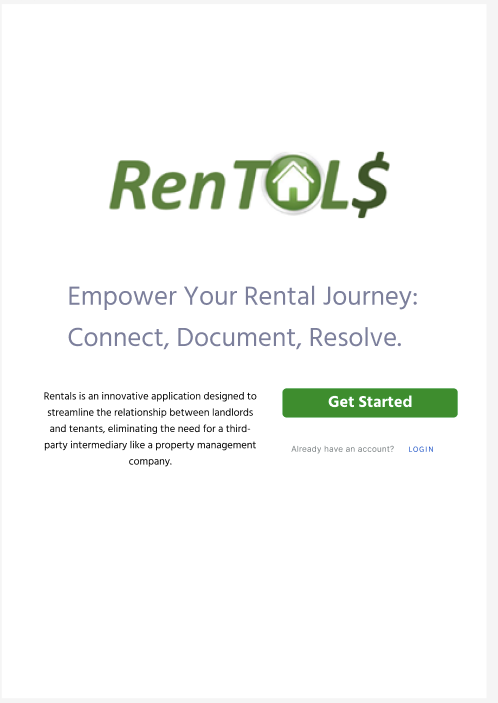 RenTALS
Empower Your Rental Journey:
Connect, Document, Resolve.
Rentals is an innovative application designed to
streamline the relationship between landlords
and tenants, eliminating the need for a third-
party intermediary like a property management
company.
Get Started
Already have an account? LOGIN